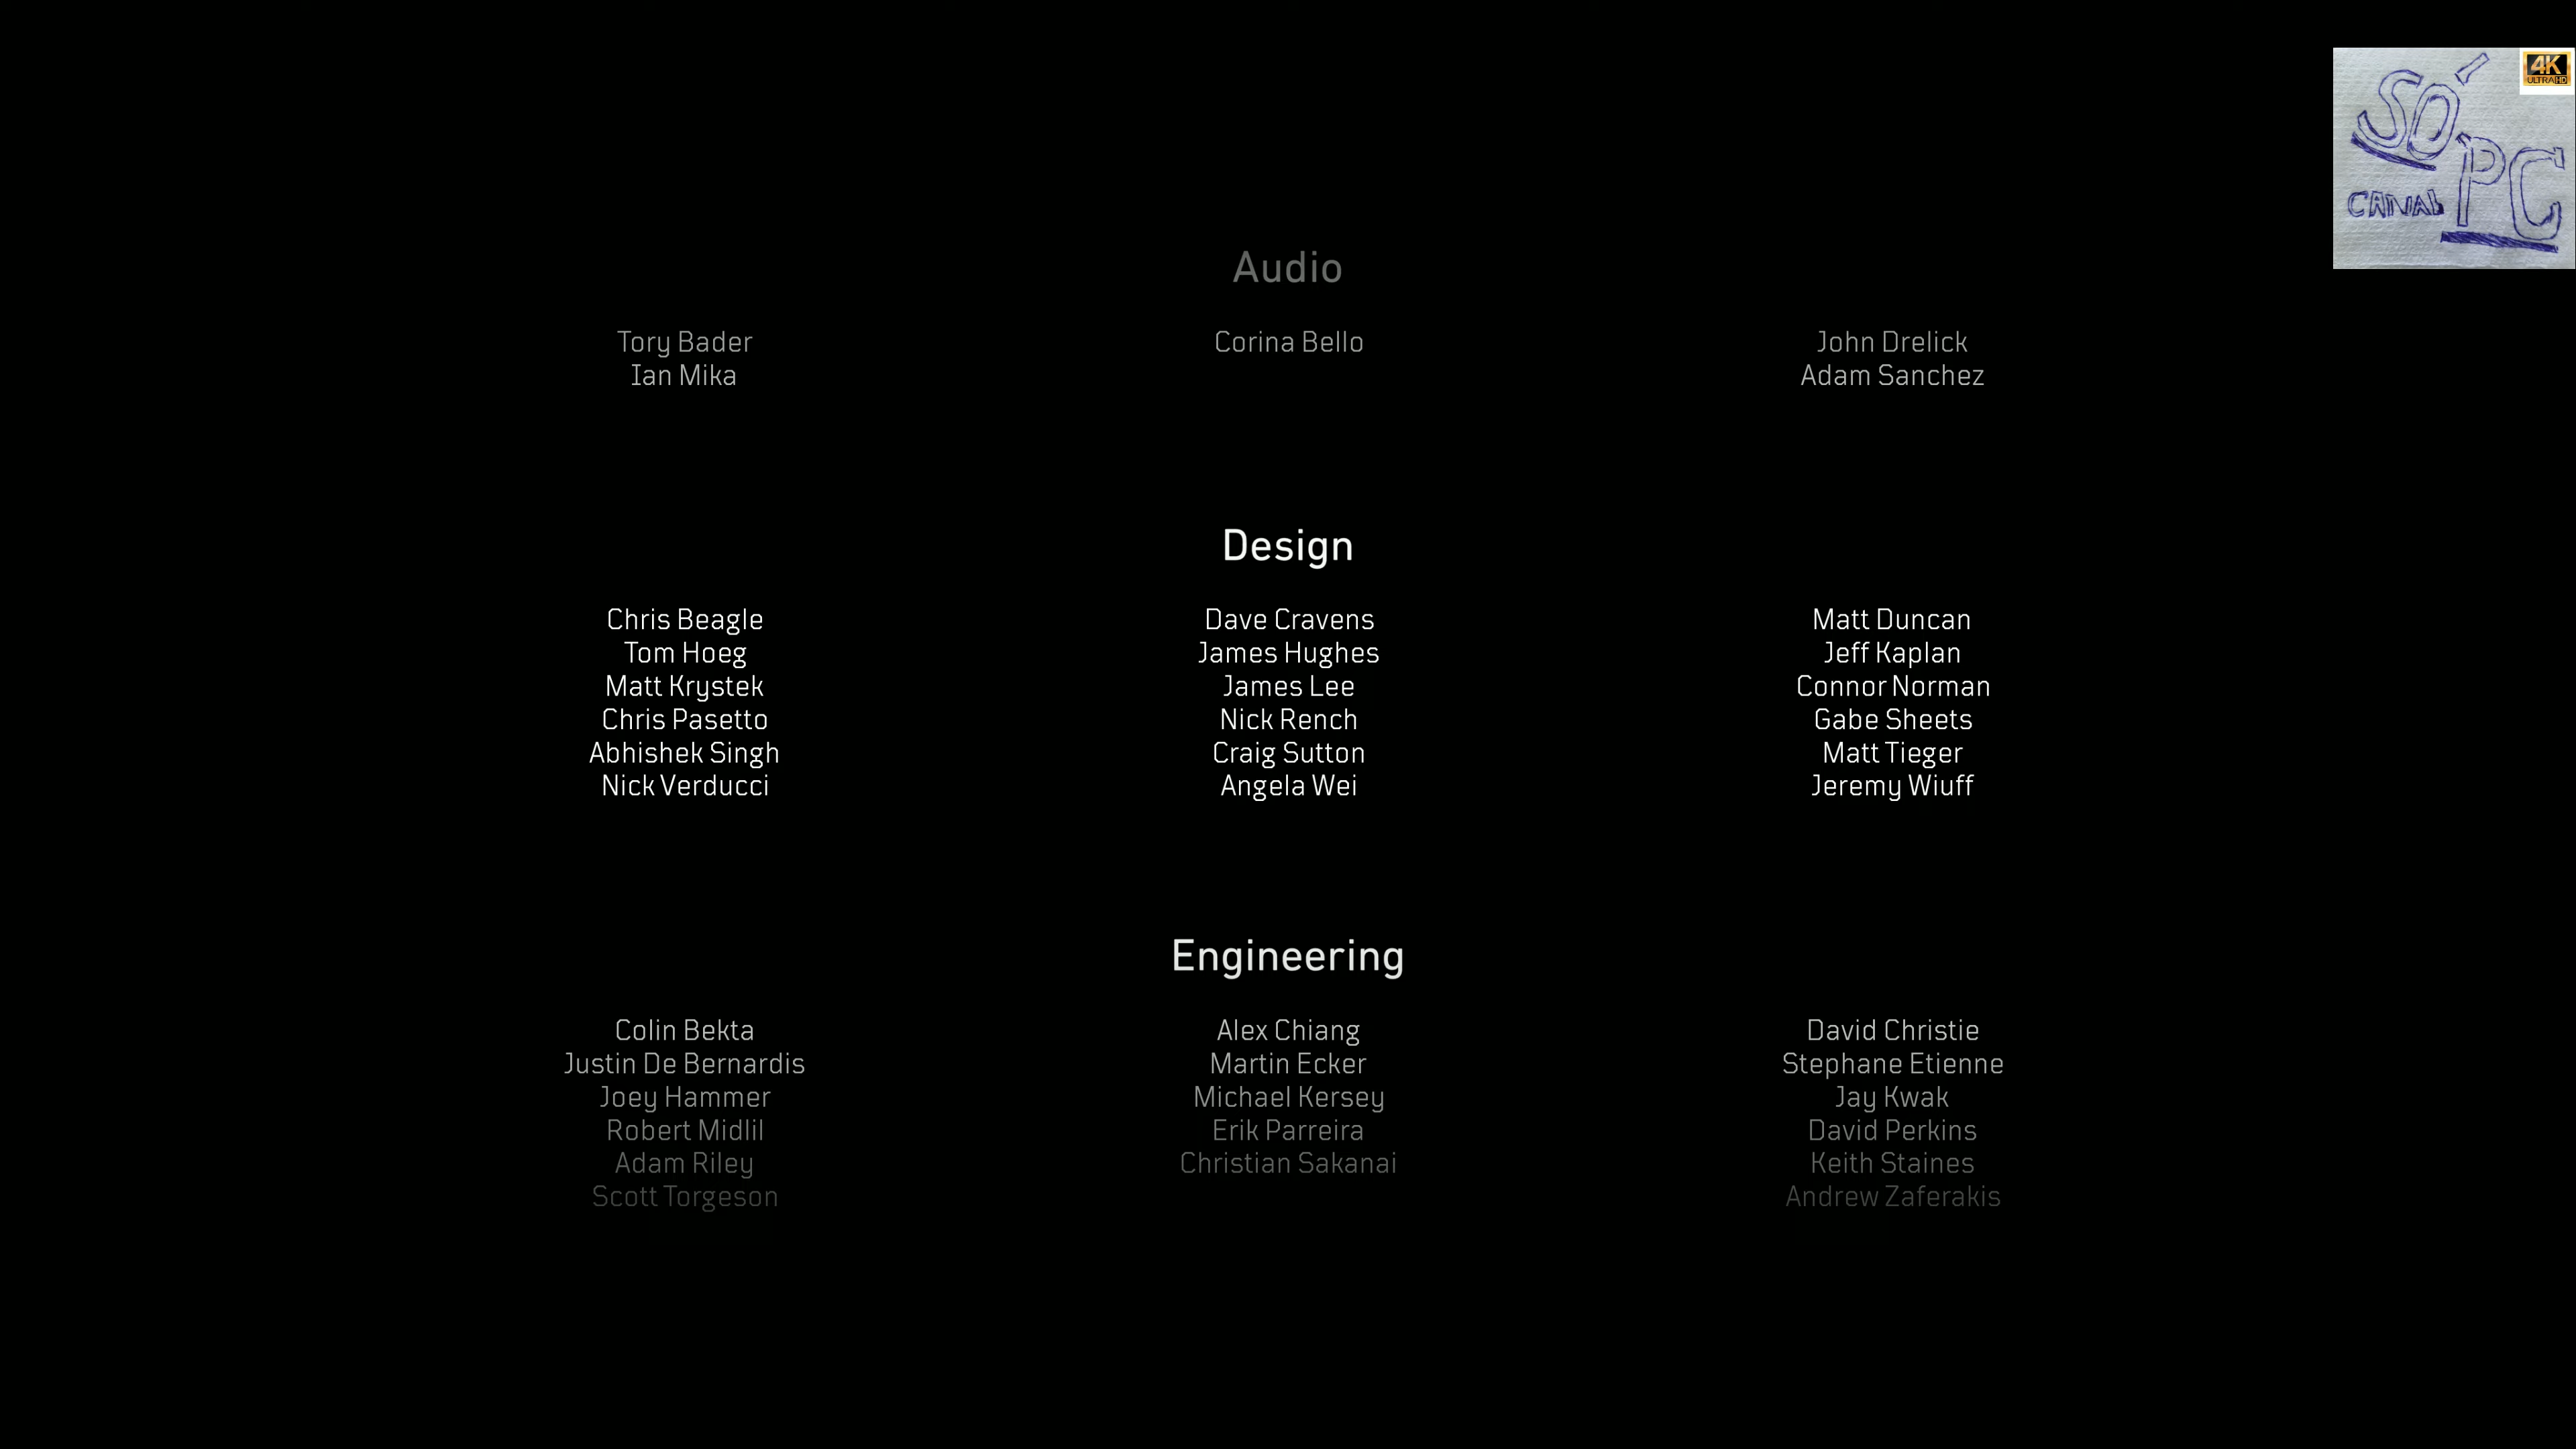 4K
ULTRA HD
SÓ
PC
CANAL
Audio
Tory Bader Corina Bello John Drelick
Ian Mika Adam Sanchez
Design
Chris Beagle Dave Cravens Matt Duncan
Tom Hoeg James Hughes Jeff Kaplan
Matt Krystek James Lee Connor Norman
Chris Pasetto Nick Rench Gabe Sheets
Abhishek Singh Craig Sutton Matt Tieger
Nick Verducci Angela Wei Jeremy Wiuff
Engineering
Colin Bekta Alex Chiang David Christie
Justin De Bernardis Martin Ecker Stephane Etienne
Joey Hammer Michael Kersey Jay Kwak
Robert Midlil Erik Parreira David Perkins
Adam Riley Christian Sakanai Keith Staines
Scott Torgeson Andrew Zaferakis